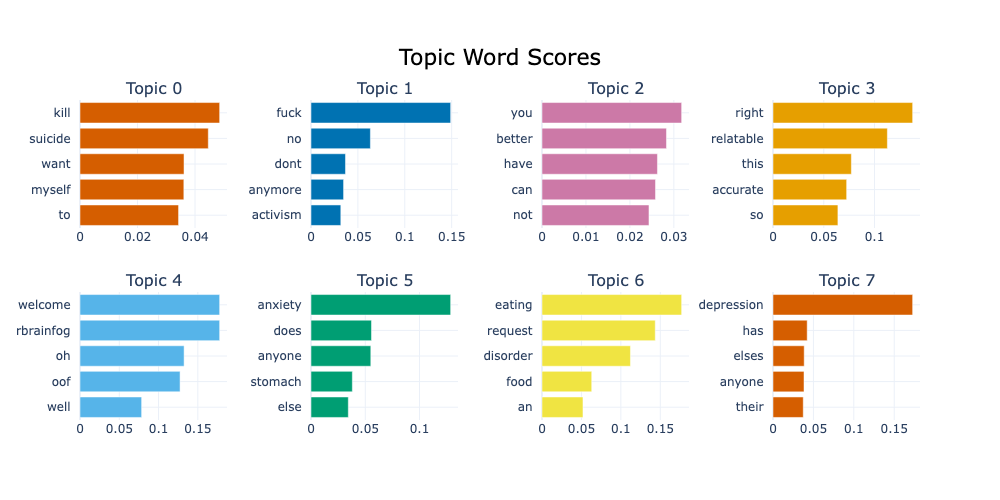 Topic Word Scores
Topic 0
kill
suicide
want
myself
to
0 0.02 0.04
Topic 1
fuck
no
dont
anymore
activism
0 0.05 0.1 0.15
Topic 2
you
better
have
can
not
0 0.01 0.02 0.03
Topic 3
right
relatable
this
accurate
so
0 0.05 0.1
Topic 4
welcome
rbrainfog
oh
oof
well
0 0.05 0.1 0.15
Topic 5
anxiety
does
anyone
stomach
else
0 0.05 0.1
Topic 6
eating
request
disorder
food
an
0 0.05 0.1 0.15
Topic 7
depression
has
elses
anyone
their
0 0.05 0.1 0.15